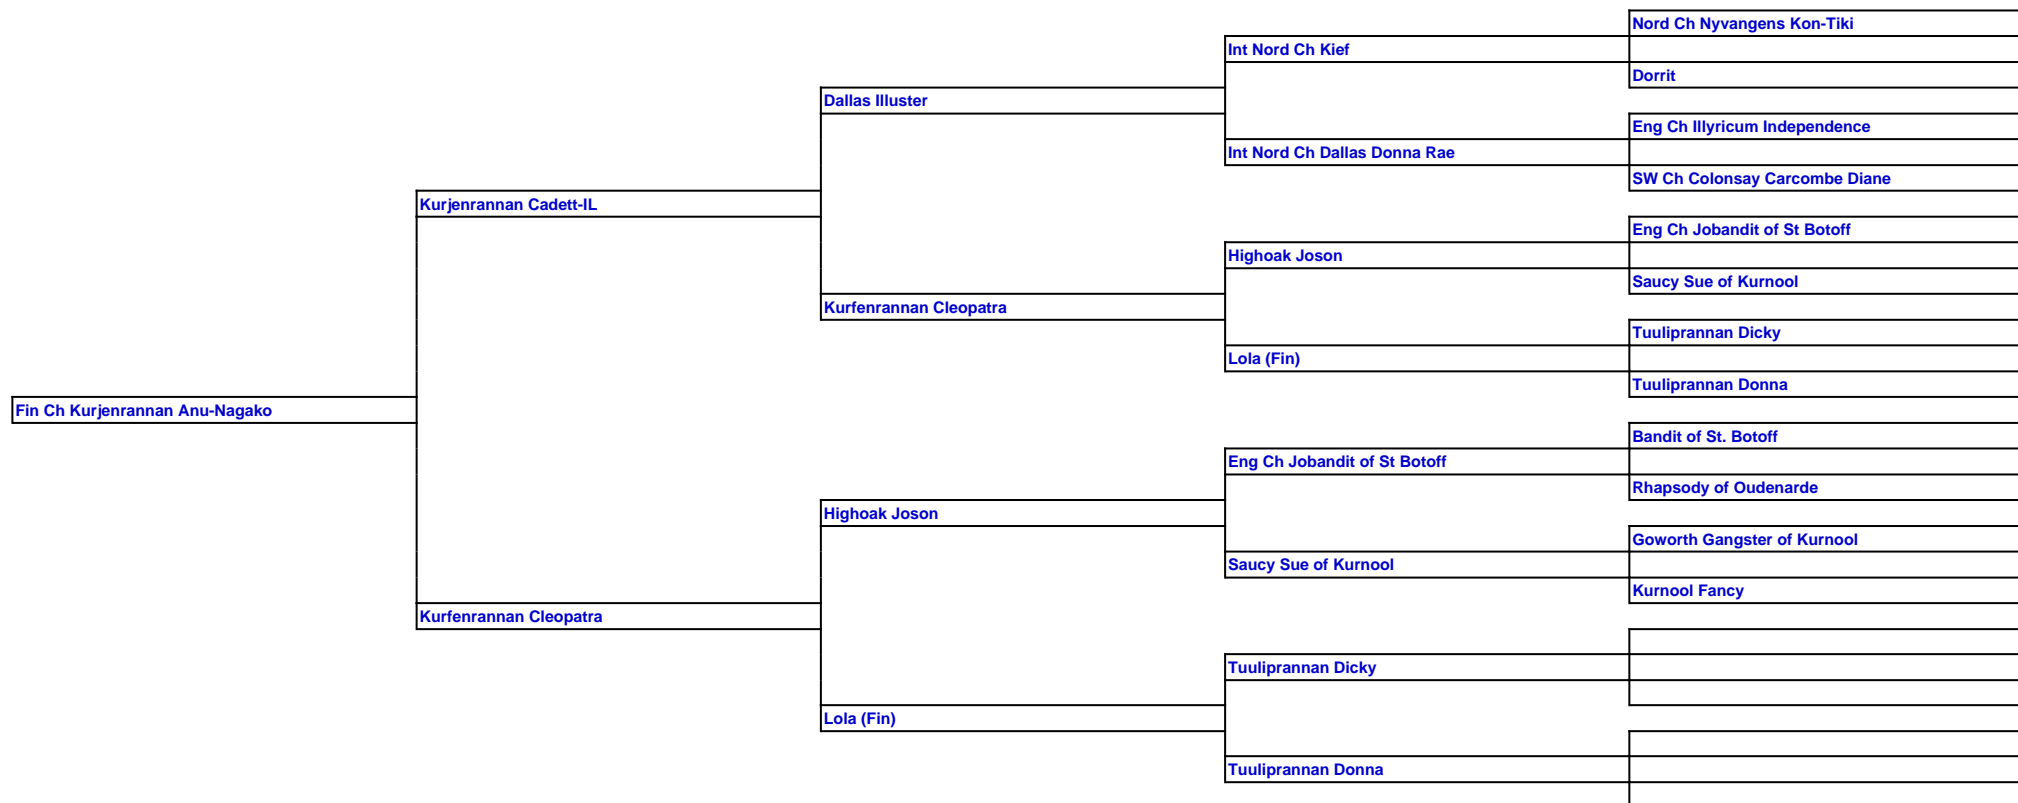 Nord Ch Nyvangens Kon-Tiki
Int Nord Ch Kief
Dorrit
Dallas Illuster
Eng Ch Illyricum Independence
Int Nord Ch Dallas Donna Rae
SW Ch Colonsay Carcombe Diane
Kurjenrannan Cadett-IL
Eng Ch Jobandit of St Botoff
Highoak Joson
Saucy Sue of Kurnool
Kurfenrannan Cleopatra
Tuuliprannan Dicky
Lola (Fin)
Tuuliprannan Donna
Fin Ch Kurjenrannan Anu-Nagako
Bandit of St. Botoff
Eng Ch Jobandit of St Botoff
Rhapsody of Oudenarde
Highoak Joson
Goworth Gangster of Kurnool
Saucy Sue of Kurnool
Kurnool Fancy
Kurfenrannan Cleopatra
Tuuliprannan Dicky
Lola (Fin)
Tuuliprannan Donna